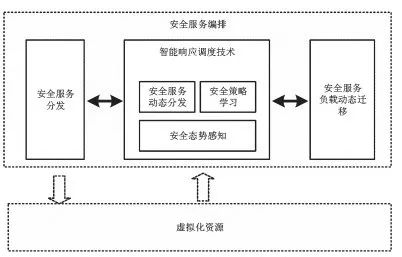 安全服务编排
智能响应调度技术
安全服务
分发
安全服务
动态分发
安全策略
学习
安全态势感知
安全服务
负载动态迁
移
虚拟化资源